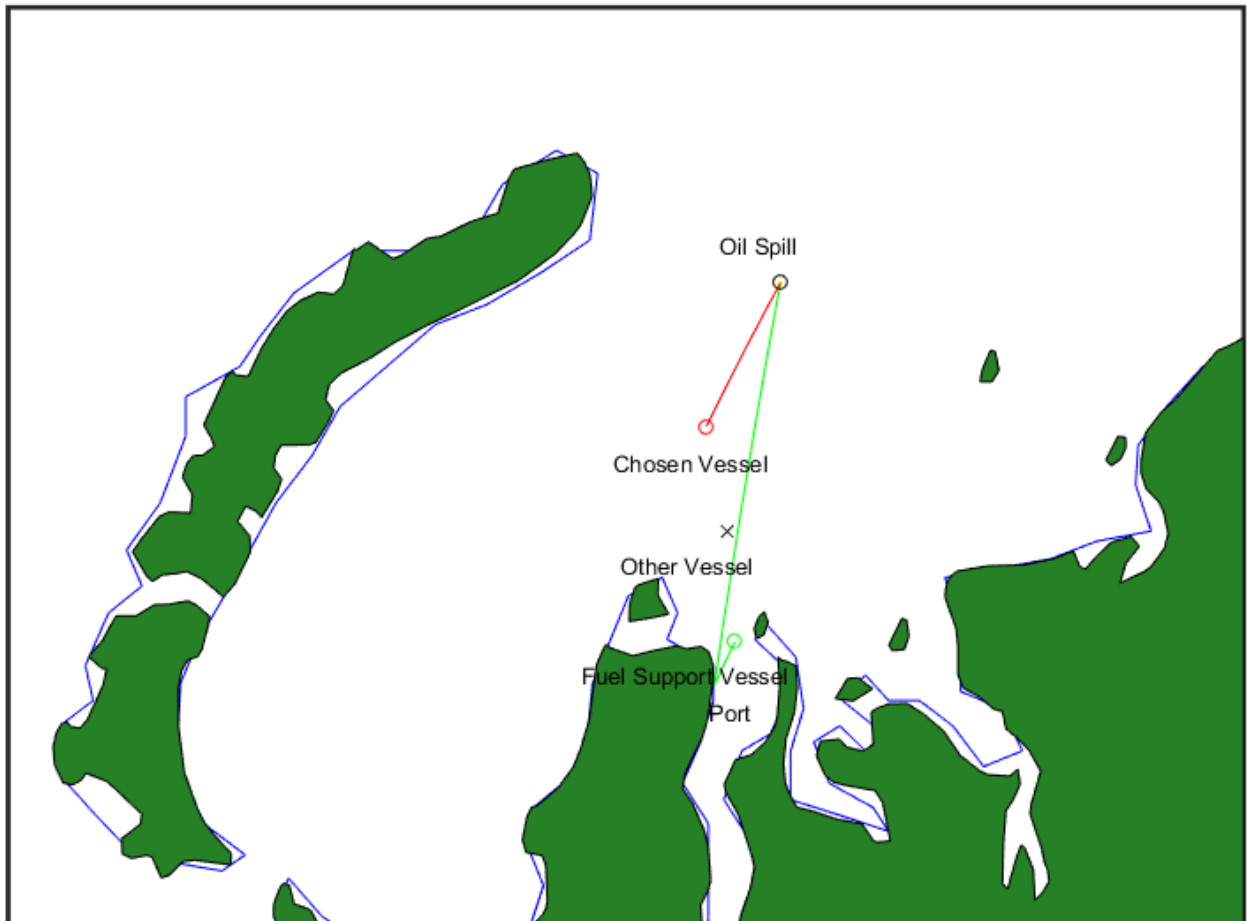 Oil Spill
Chosen Vessel
Other Vessel
Fuel Support Vessel
Port